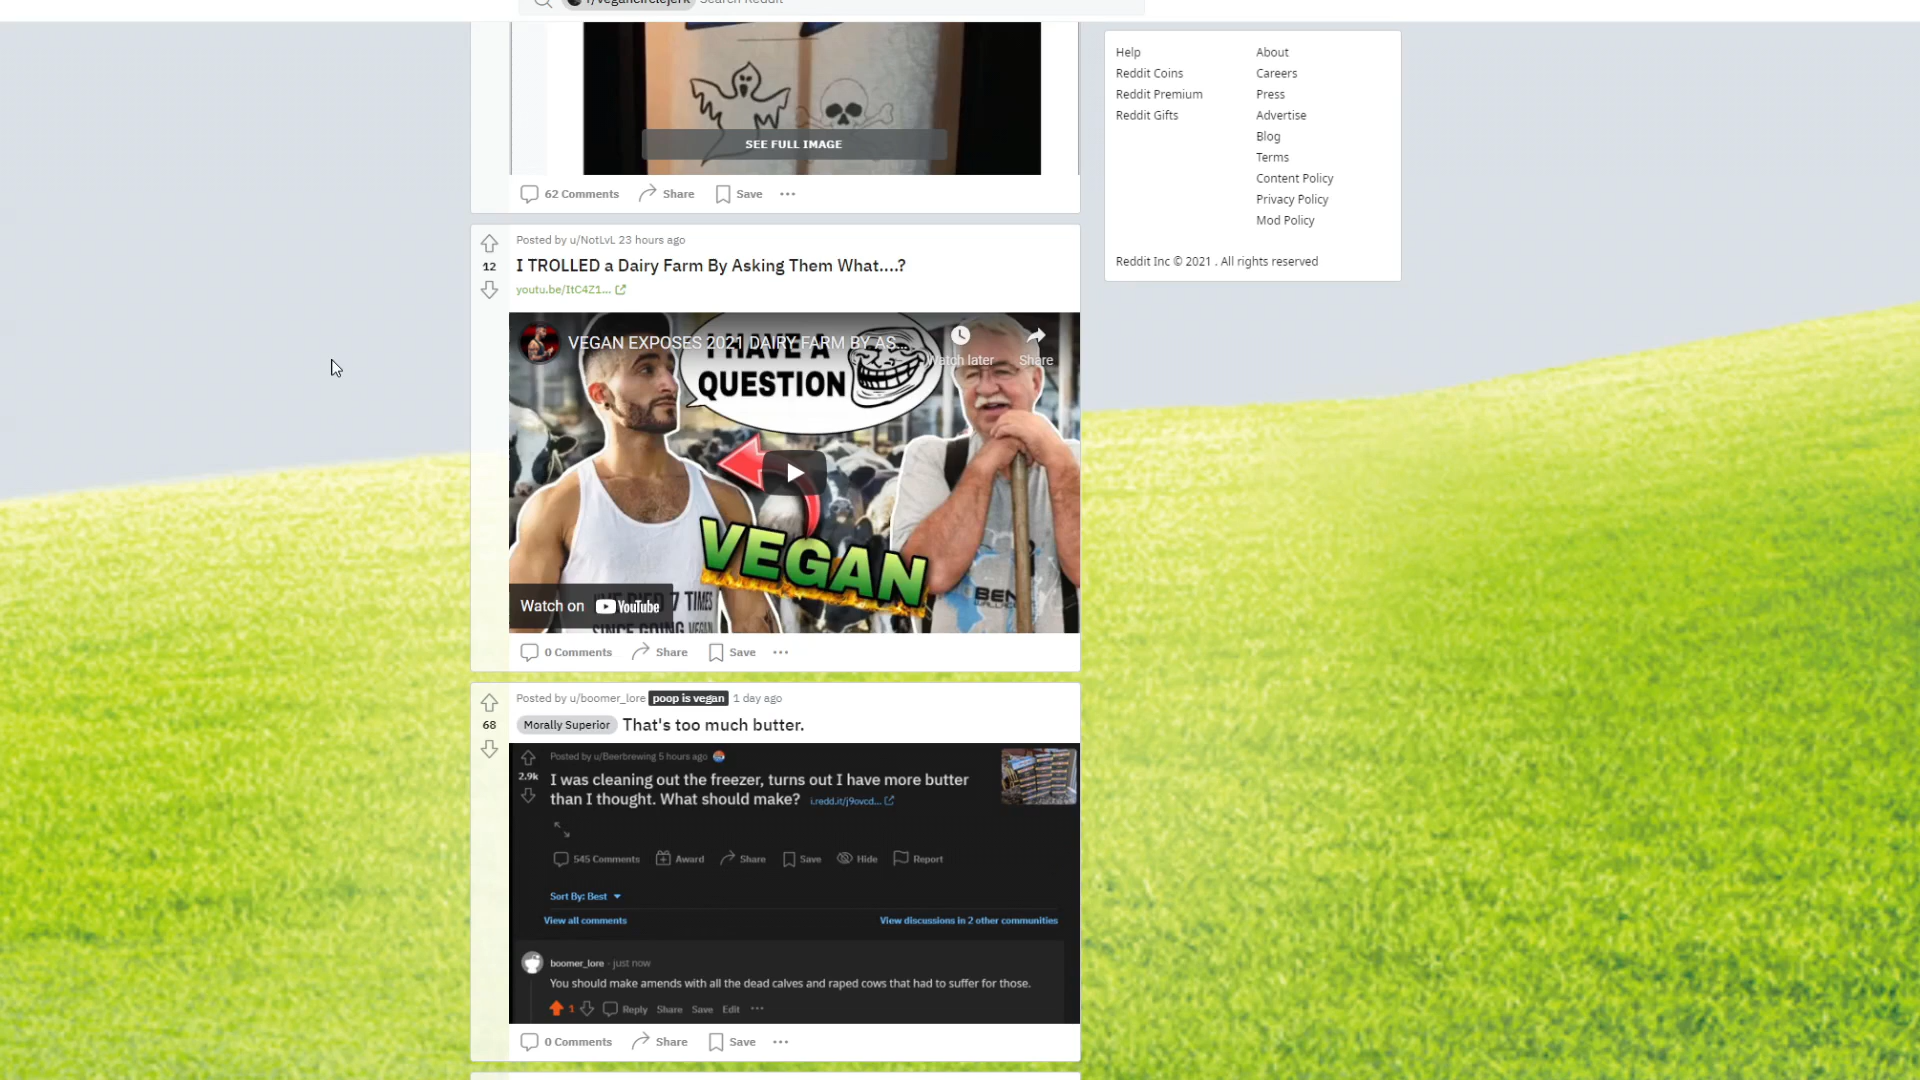 r/vegancirclejerk Search Reddit
SEE FULL IMAGE
62 Comments Share Save
Help About
Reddit Coins Careers
Reddit Premium Press
Reddit Gifts Advertise
Blog
Terms
Content Policy
Privacy Policy
Mod Policy
Reddit Inc © 2021 . All rights reserved
Posted by u/NotLvL 23 hours ago
12
I TROLLED a Dairy Farm By Asking Them What....?
youtu.be/ItC4Z1...
VEGAN EXPOSES 2021 DAIRY FARM BY AS...
Watch later Share
I HAVE A
QUESTION
VEGAN
BEN
WALLACE
Watch on YouTube
7 TIMES
SINCE GOING VEGAN
0 Comments Share Save
Posted by u/boomer_lore poop is vegan 1 day ago
68
Morally Superior That's too much butter.
Posted by u/Beerbrewing 5 hours ago
2.9k
I was cleaning out the freezer, turns out I have more butter
than I thought. What should make? i.redd.it/j9ovcd...
545 Comments Award Share Save Hide Report
Sort By: Best
View all comments View discussions in 2 other communities
boomer_lore · just now
You should make amends with all the dead calves and raped cows that had to suffer for those.
1 Reply Share Save Edit
0 Comments Share Save